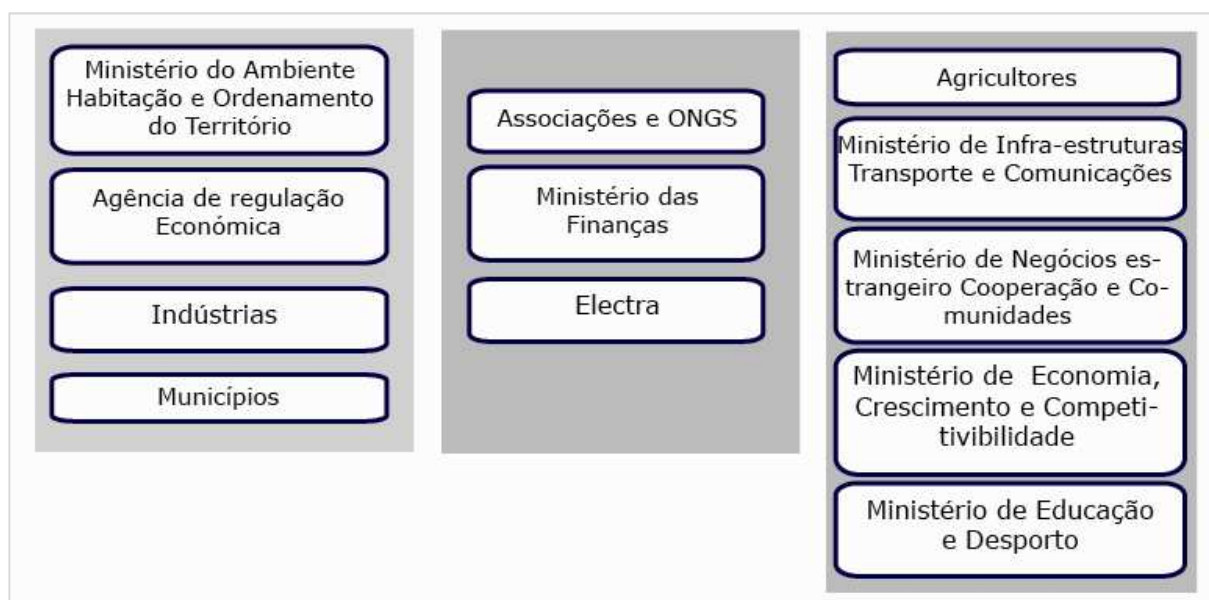 Ministério do Ambiente
Habitação e Ordenamento
do Território
Agência de regulação
Económica
Indústrias
Municípios
Associações e ONGS
Ministério das
Finanças
Electra
Agricultores
Ministério de Infra-estruturas
Transporte e Comunicações
Ministério de Negócios es-
trangeiro Cooperação e Co-
munidades
Ministério de Economia,
Crescimento e Competi-
tivibilidade
Ministério de Educação
e Desporto